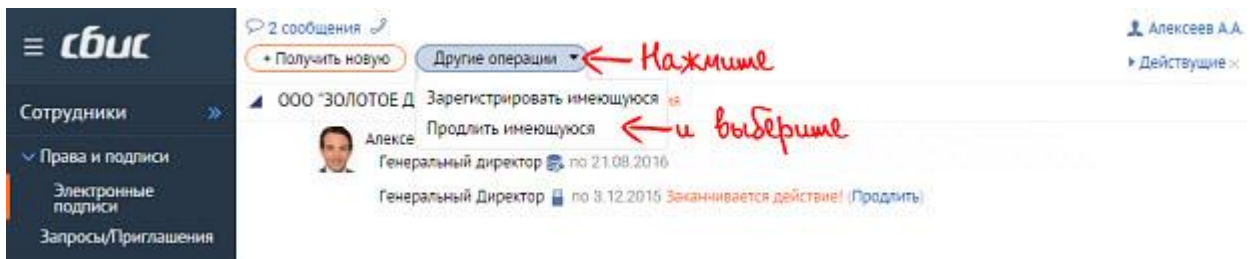 2 сообщения
Алексеев А.А.
≡ сбис
+ Получить новую
Другие операции
Нажмите
Действущие ×
Сотрудники »
ООО "ЗОЛОТОЕ Д
Зарегистрировать имеющуюся
Алексе
Продлить имеющуюся
и выберите
Права и подписи
Генеральный директор по 21.08.2016
Электронные
подписи
Генеральный Директор по 3.12.2015 Заканчивается действие! (Продлить)
Запросы/Приглашения